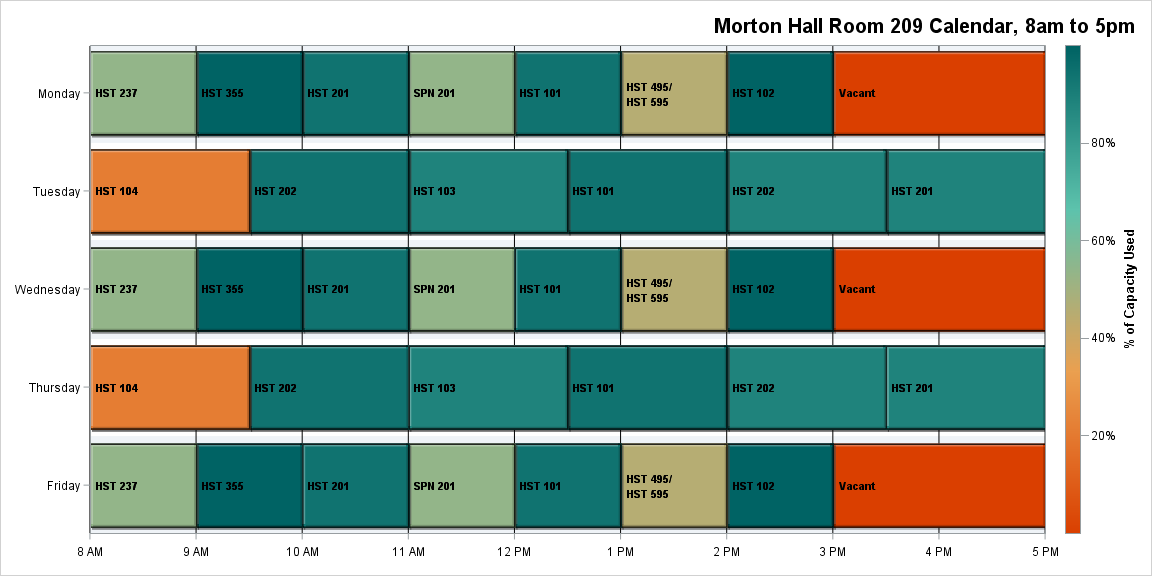 Morton Hall Room 209 Calendar, 8am to 5pm
Monday
HST 237
HST 355
HST 201
SPN 201
HST 101
HST 495/
HST 595
HST 102
Vacant
Tuesday
HST 104
HST 202
HST 103
HST 101
HST 202
HST 201
Wednesday
HST 237
HST 355
HST 201
SPN 201
HST 101
HST 495/
HST 595
HST 102
Vacant
Thursday
HST 104
HST 202
HST 103
HST 101
HST 202
HST 201
Friday
HST 237
HST 355
HST 201
SPN 201
HST 101
HST 495/
HST 595
HST 102
Vacant
8 AM
9 AM
10 AM
11 AM
12 PM
1 PM
2 PM
3 PM
4 PM
5 PM
80%
60%
40%
20%
% of Capacity Used